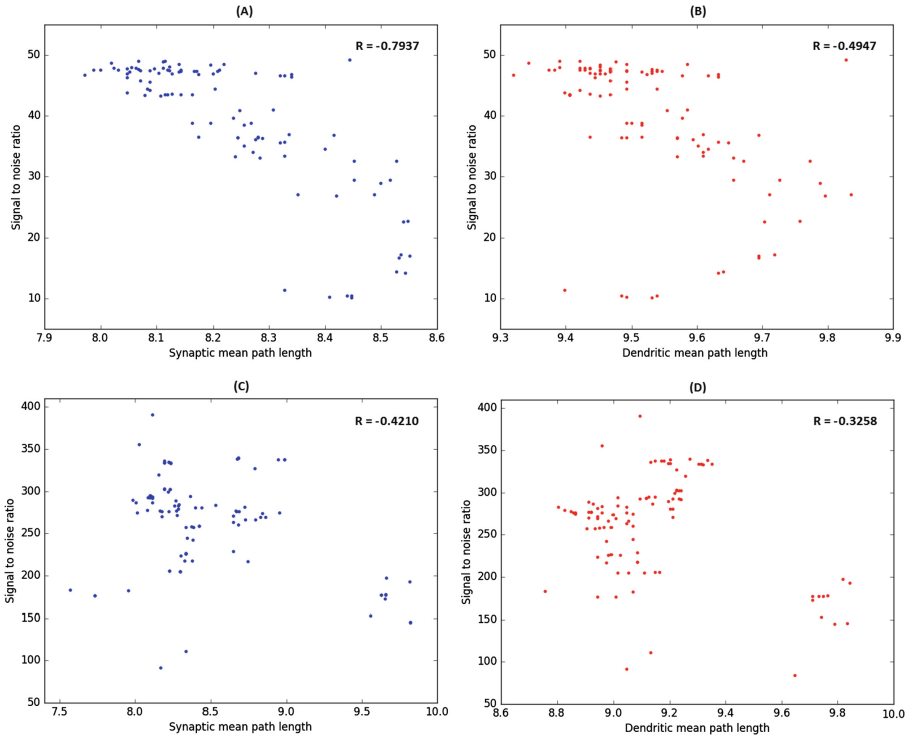 (A)
R = -0.7937
Signal to noise ratio
50
40
30
20
10
7.9 8.0 8.1 8.2 8.3 8.4 8.5 8.6
Synaptic mean path length
(B)
R = -0.4947
Signal to noise ratio
50
40
30
20
10
9.3 9.4 9.5 9.6 9.7 9.8 9.9
Dendritic mean path length
(C)
R = -0.4210
Signal to noise ratio
400
350
300
250
200
150
100
50
7.5 8.0 8.5 9.0 9.5 10.0
Synaptic mean path length
(D)
R = -0.3258
Signal to noise ratio
400
350
300
250
200
150
100
50
8.6 8.8 9.0 9.2 9.4 9.6 9.8 10.0
Dendritic mean path length